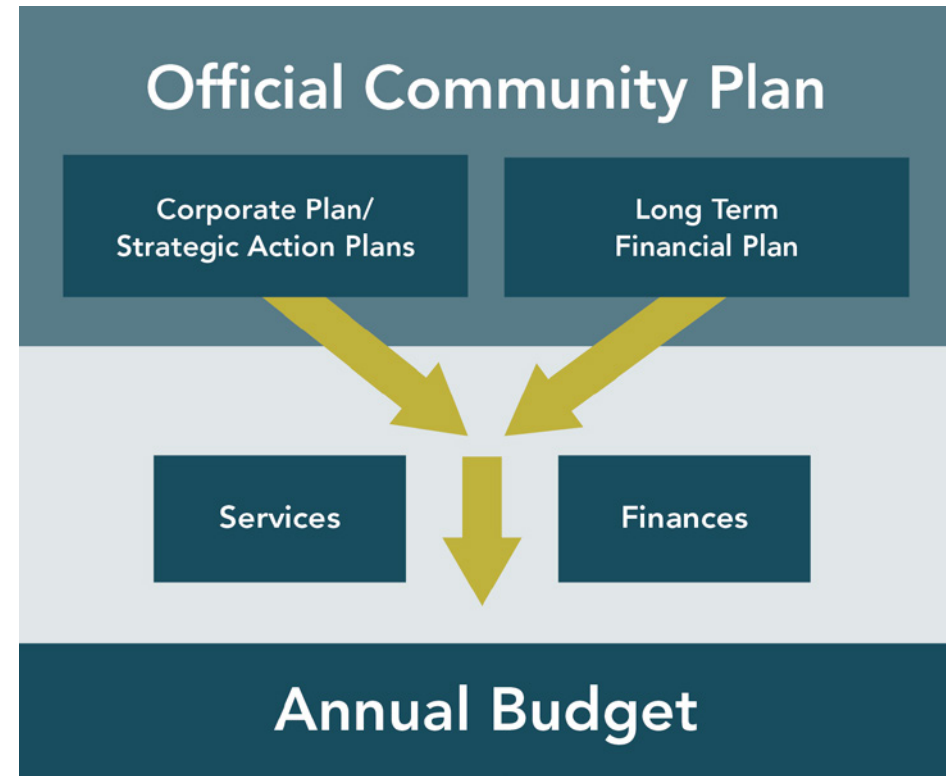 Official Community Plan
Corporate Plan/
Strategic Action Plans
Long Term
Financial Plan
Services
Finances
Annual Budget